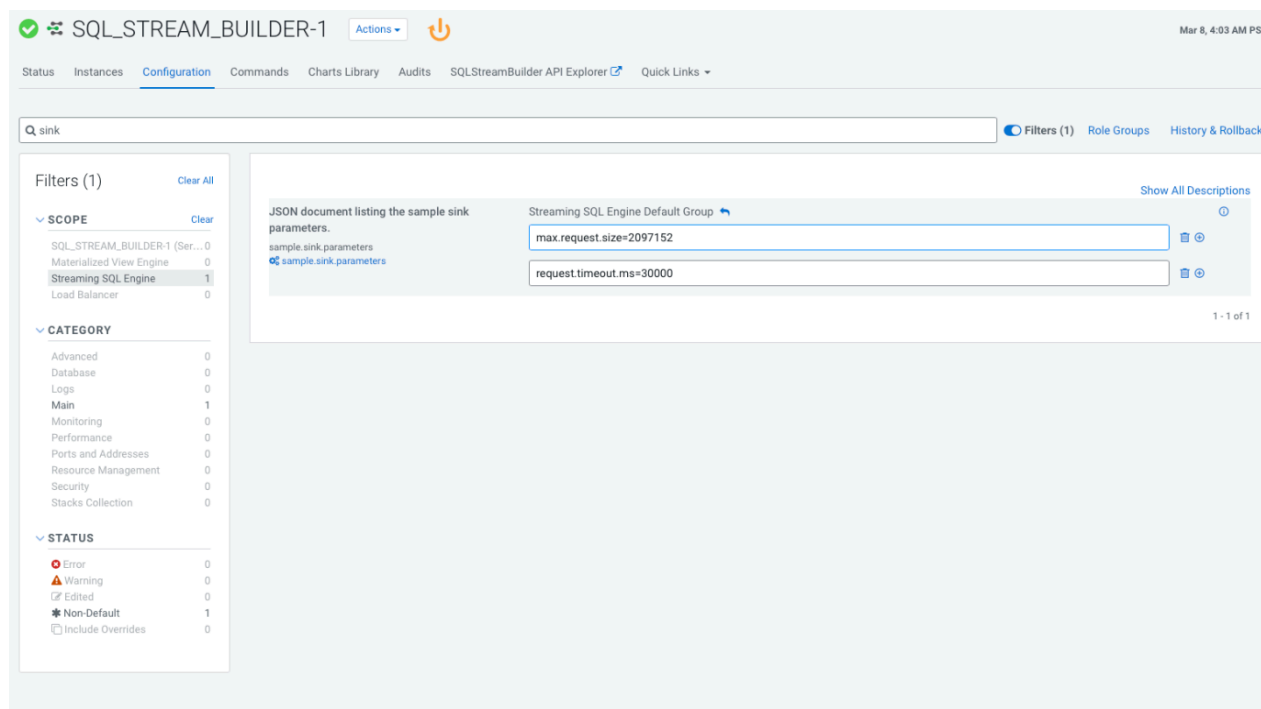 SQL_STREAM_BUILDER-1 Actions
Mar 8, 4:03 AM PS
Status Instances Configuration Commands Charts Library Audits SQLStreamBuilder API Explorer Quick Links
sink
Filters (1) Role Groups History & Rollback
Filters (1) Clear All
SCOPE Clear
SQL_STREAM_BUILDER-1 (Ser... 0
Materialized View Engine 0
Streaming SQL Engine 1
Load Balancer 0
CATEGORY
Advanced 0
Database 0
Logs 0
Main 1
Monitoring 0
Performance 0
Ports and Addresses 0
Resource Management 0
Security 0
Stacks Collection 0
STATUS
Error 0
Warning 0
Edited 0
Non-Default 1
Include Overrides 0
Show All Descriptions
JSON document listing the sample sink
parameters.
sample.sink.parameters
sample.sink.parameters
Streaming SQL Engine Default Group
max.request.size=2097152
request.timeout.ms=30000
1 - 1 of 1